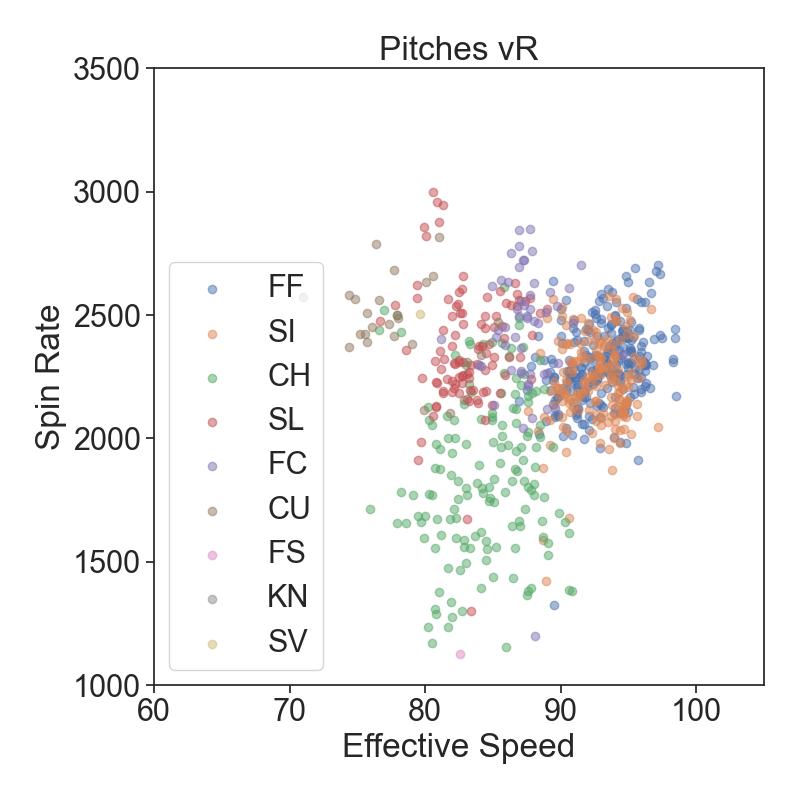 Pitches vR
3500
3000
2500
2000
1500
1000
Spin Rate
FF
SI
CH
SL
FC
CU
FS
KN
SV
60 70 80 90 100
Effective Speed